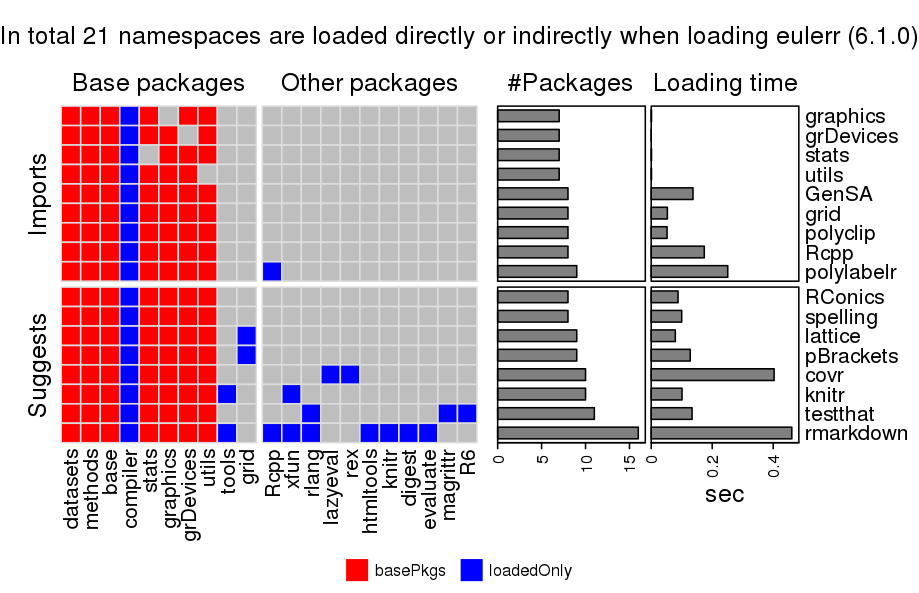 In total 21 namespaces are loaded directly or indirectly when loading eulerr (6.1.0)
Base packages
Other packages
#Packages
Loading time
Imports
graphics
grDevices
stats
utils
GenSA
grid
polyclip
Rcpp
polylabelr
Suggests
RConics
spelling
lattice
pBrackets
covr
knitr
testthat
rmarkdown
datasets
methods
base
compiler
stats
graphics
grDevices
utils
tools
grid
Rcpp
xfun
rlang
lazyeval
rex
htmltools
knitr
digest
evaluate
magrittr
R6
0
5
10
15
0
0.2
0.4
sec
basePkgs
loadedOnly